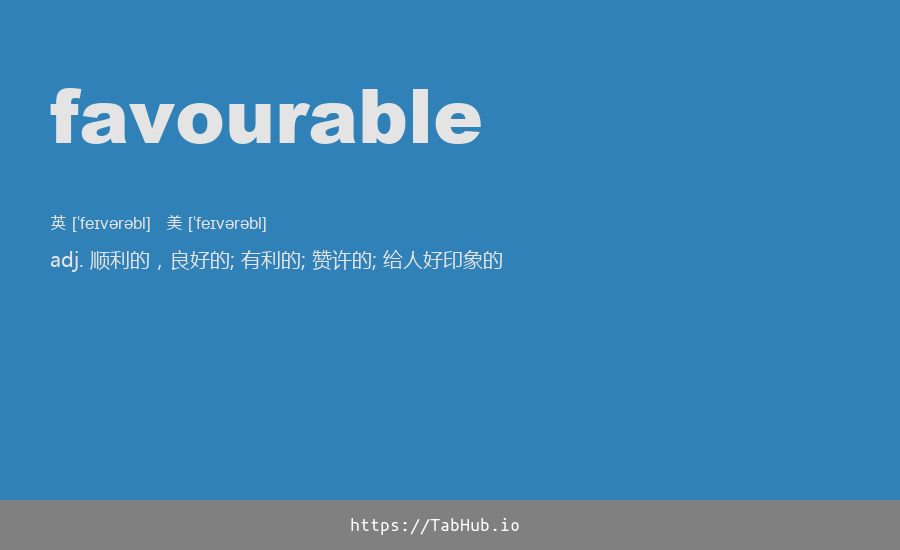 favourable
英 [ˈfeɪvərəbl] 美 [ˈfeɪvərəbl]
adj. 顺利的，良好的; 有利的; 赞许的; 给人好印象的
https://TabHub.io